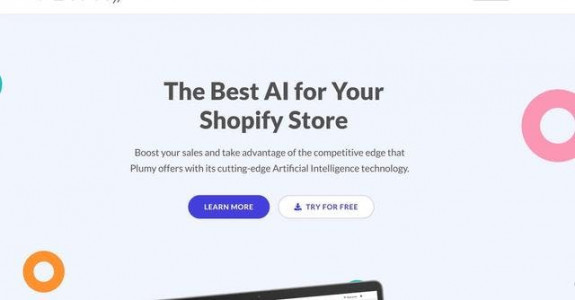 The Best AI for Your
Shopify Store
Boost your sales and take advantage of the competitive edge that
Plumy offers with its cutting-edge Artificial Intelligence technology.
LEARN MORE
TRY FOR FREE